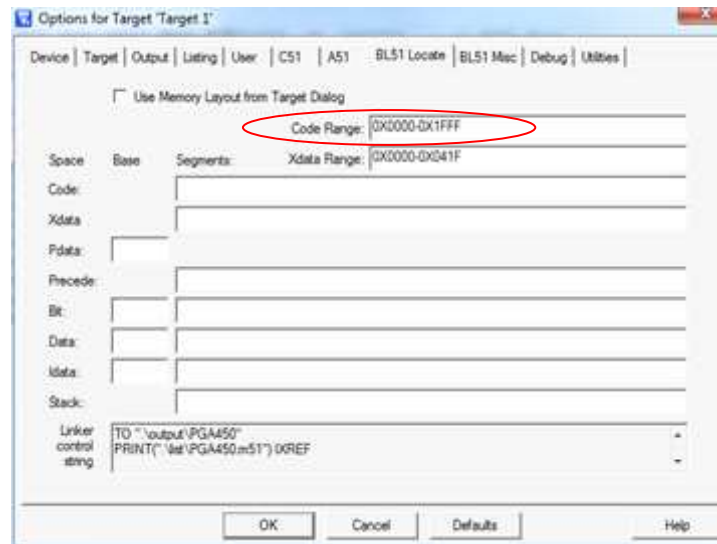 Options for Target 'Target 1'
Device | Target | Output | Listing | User | C51 | A51 BL51 Locate | BL51 Misc | Debug | Utilities |
Use Memory Layout from Target Dialog
Code Range: 0X0000-0X1FFF
Space Base Segments: Xdata Range: 0X0000-0X041F
Code:
Xdata
Pdata:
Precede:
Bit:
Data:
Idata:
Stack:
Linker control string
TO ".\output\PGA450"
PRINT(".\list\PGA450.m51") IXREF
OK Cancel Defaults Help